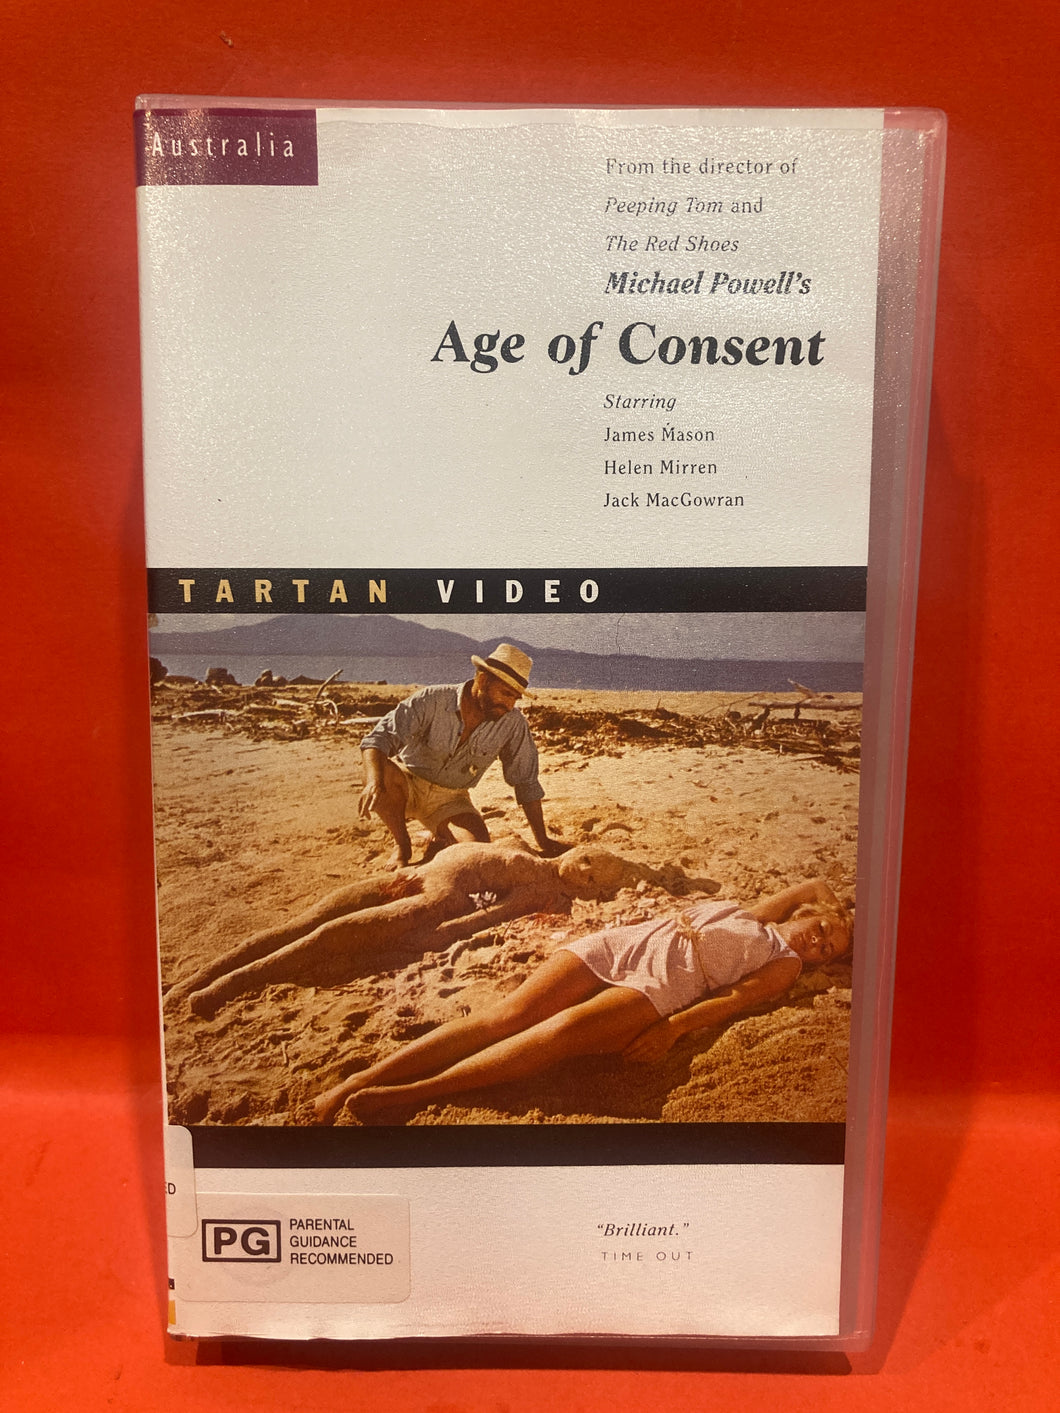 Australia
From the director of
Peeping Tom and
The Red Shoes
Michael Powell's
Age of Consent
Starring
James Mason
Helen Mirren
Jack MacGowran
TARTAN VIDEO
ED
PG PARENTAL
GUIDANCE
RECOMMENDED
"Brilliant."
TIME OUT